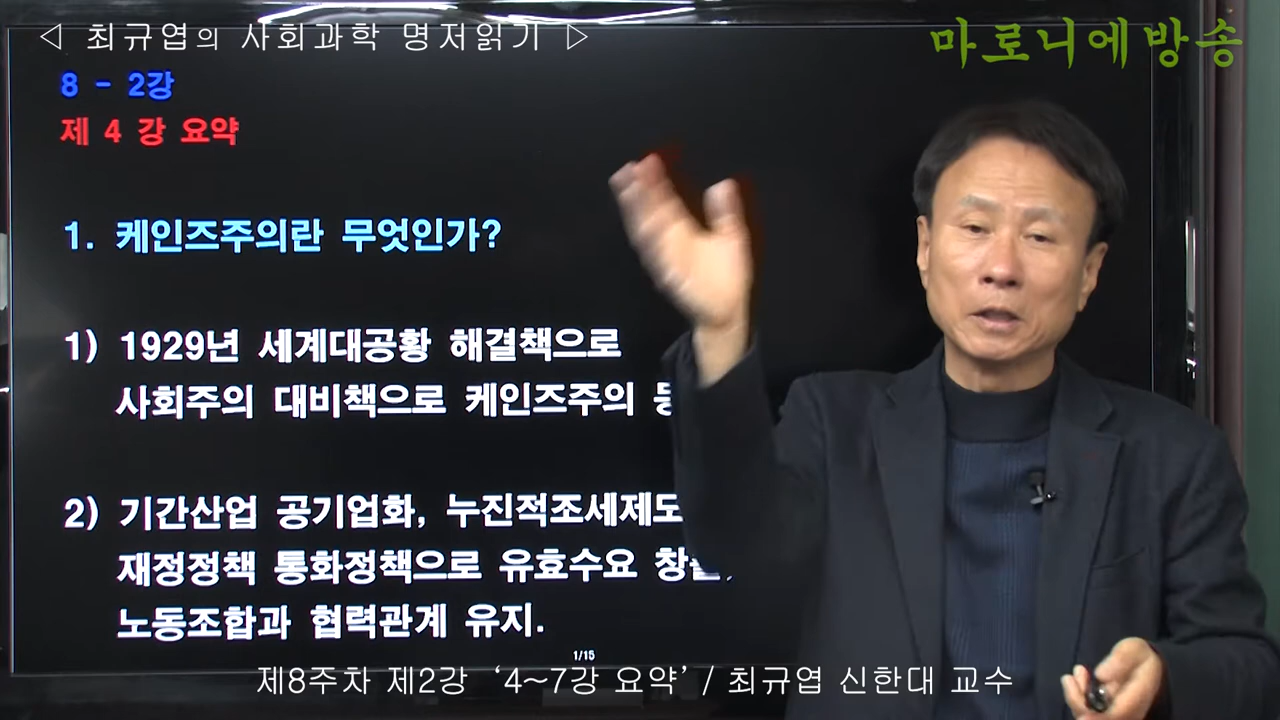 ◁ 최규엽의 사회과학 명저읽기 ▷
마로니에방송
8 - 2강
제 4 강 요약
1. 케인즈주의란 무엇인가?
1) 1929년 세계대공황 해결책으로
사회주의 대비책으로 케인즈주의
2) 기간산업 공기업화, 누진적조세제도
재정정책 통화정책으로 유효수요
노동조합과 협력관계 유지.
1/15
제8주차 제2강 ‘4~7강 요약’ / 최규엽 신한대 교수